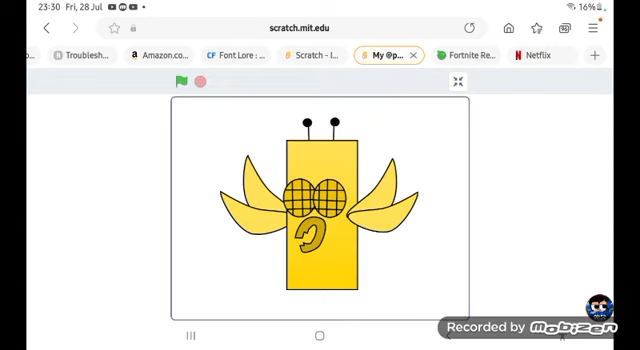 23:30 Fri, 28 Jul
16%
scratch.mit.edu
Troublesh...
Amazon.co...
CF Font Lore : ...
Scratch - I...
My @p...
Fortnite Re...
N Netflix
Recorded by Mobizen